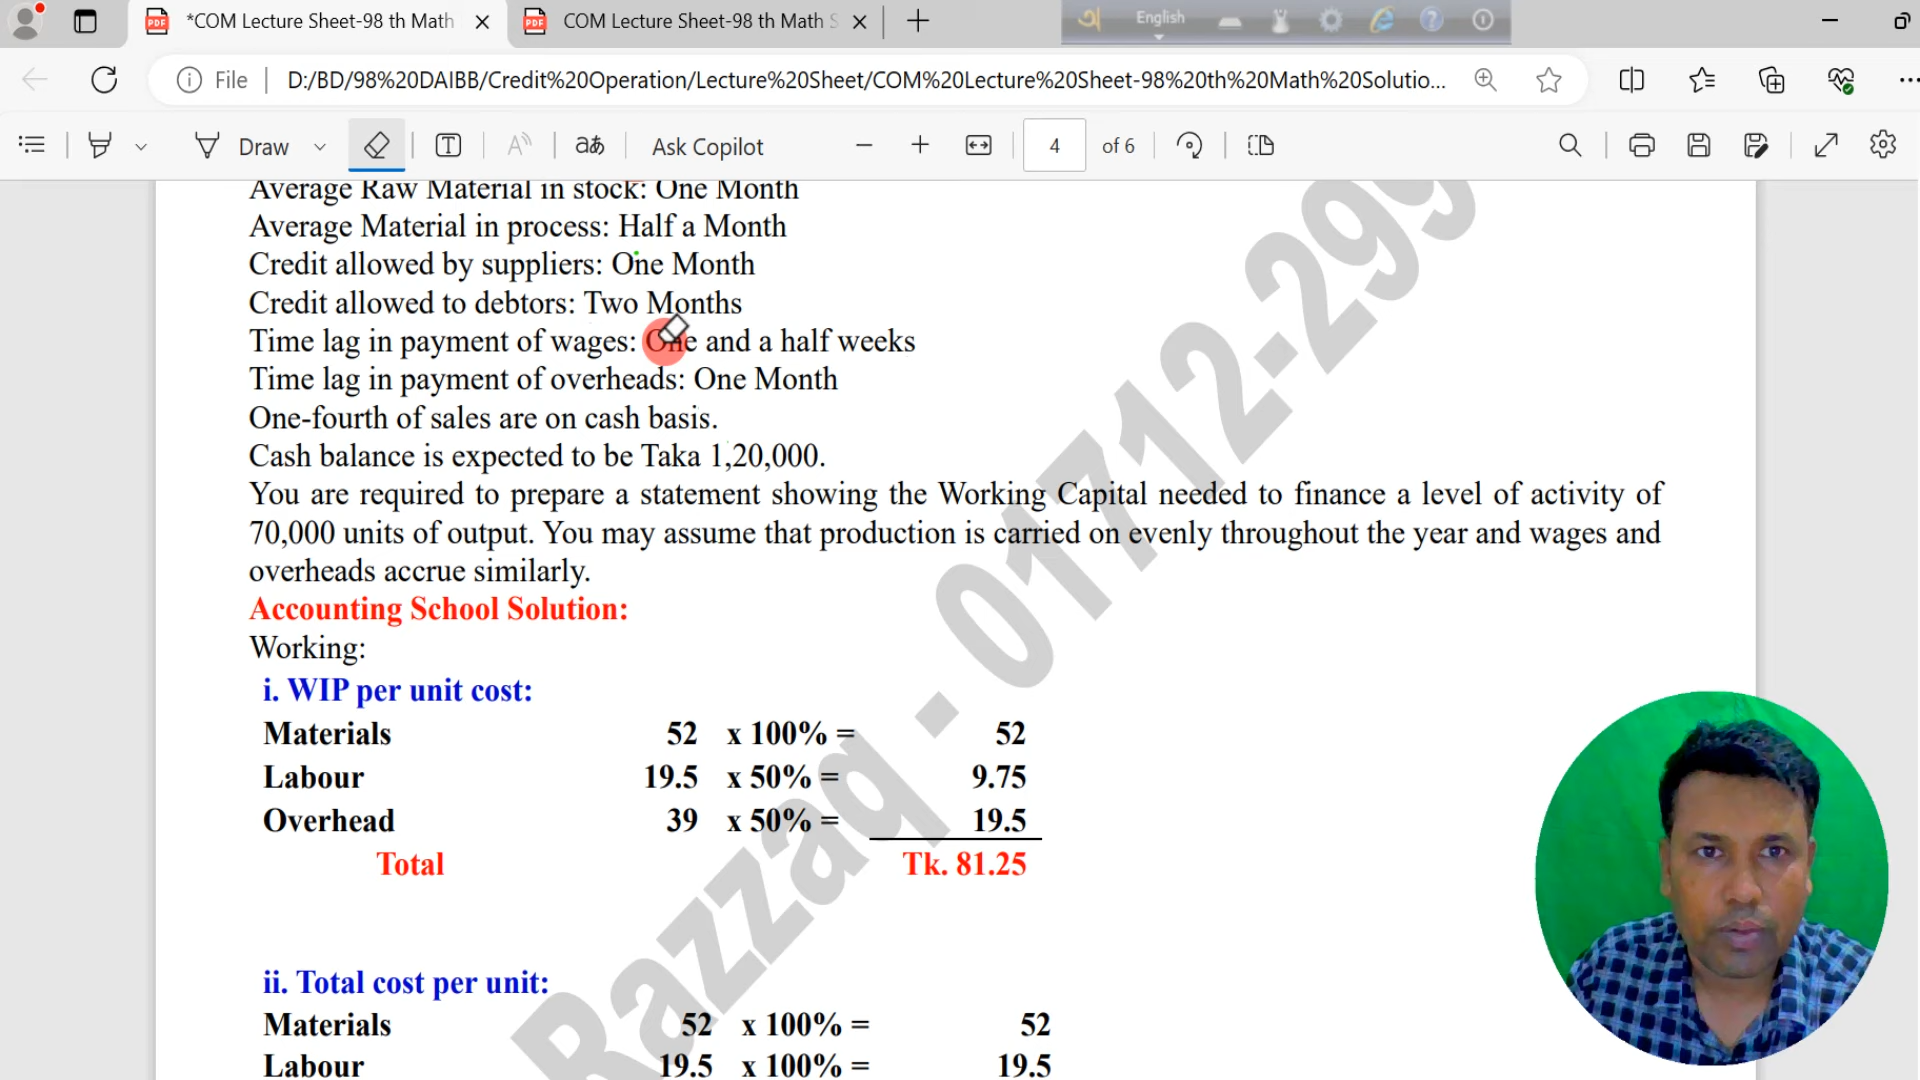 *COM Lecture Sheet-98 th Math
COM Lecture Sheet-98 th Math S
English
File
D:/BD/98%20DAIBB/Credit%20Operation/Lecture%20Sheet/COM%20Lecture%20Sheet-98%20th%20Math%20Solutio...
Draw
Ask Copilot
4 of 6
Average Raw Material in stock: One Month
Average Material in process: Half a Month
Credit allowed by suppliers: One Month
Credit allowed to debtors: Two Months
Time lag in payment of wages: One and a half weeks
Time lag in payment of overheads: One Month
One-fourth of sales are on cash basis.
Cash balance is expected to be Taka 1,20,000.
You are required to prepare a statement showing the Working Capital needed to finance a level of activity of
70,000 units of output. You may assume that production is carried on evenly throughout the year and wages and
overheads accrue similarly.
Accounting School Solution:
Working:
i. WIP per unit cost:
Materials 52 x 100% = 52
Labour 19.5 x 50% = 9.75
Overhead 39 x 50% = 19.5
Total Tk. 81.25
ii. Total cost per unit:
Materials 52 x 100% = 52
Labour 19.5 x 100% = 19.5
Razzaq - 01712-299